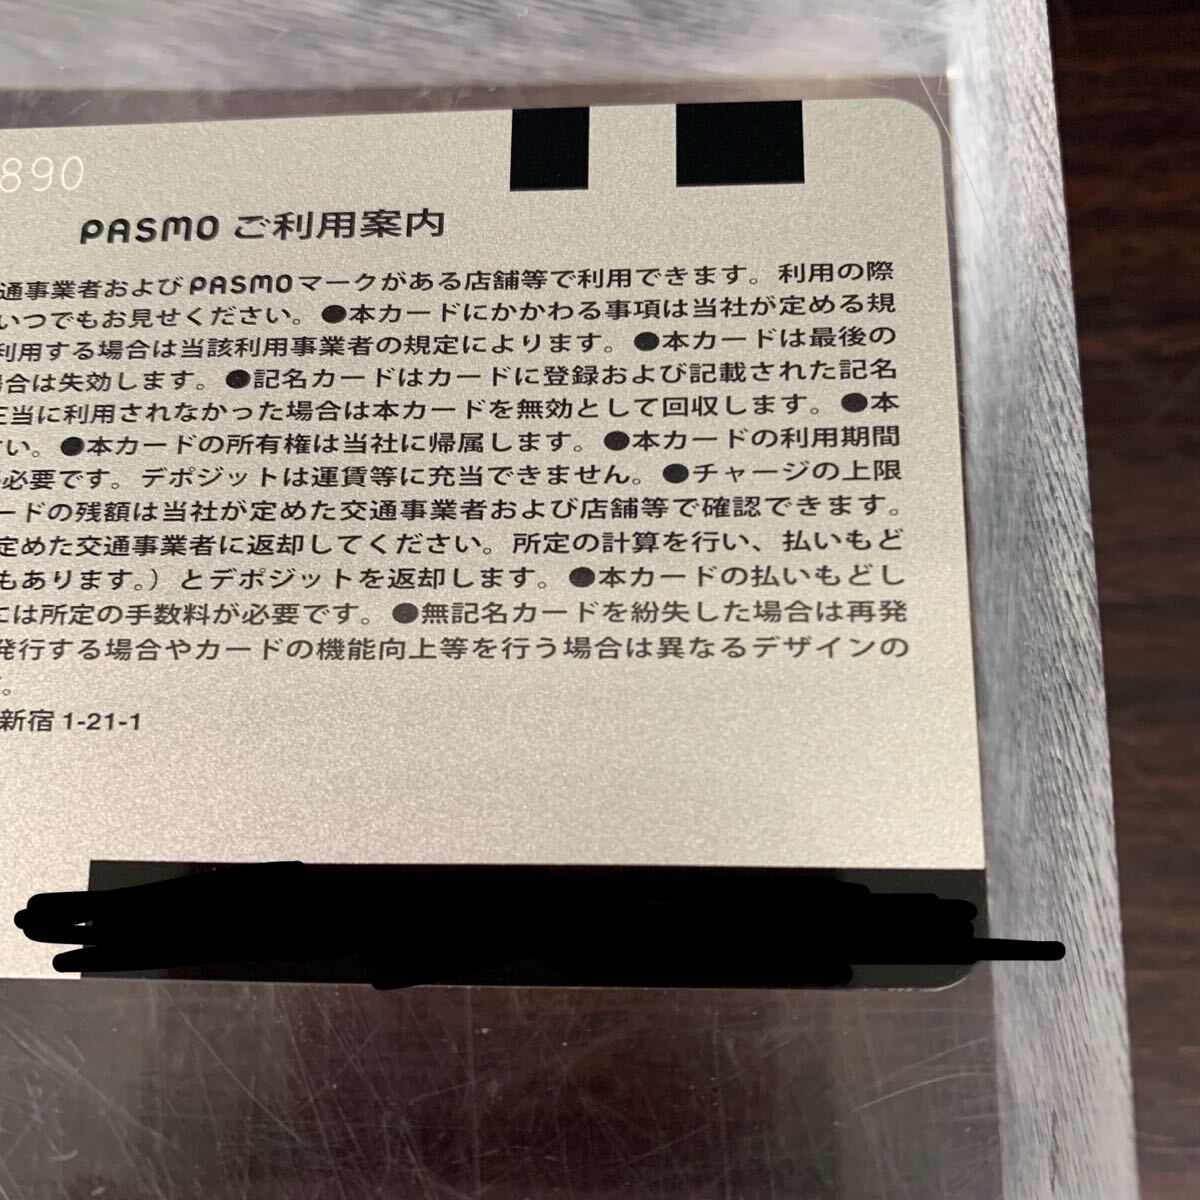 890
PASMO ご利用案内
通事業者およびPASMOマークがある店舗等で利用できます。利用の際
いつでもお見せください。●本カードにかかわる事項は当社が定める規
利用する場合は当該利用事業者の規定によります。●本カードは最後の
場合は失効します。●記名カードはカードに登録および記載された記名
正当に利用されなかった場合は本カードを無効として回収します。●本
さい。●本カードの所有権は当社に帰属します。●本カードの利用期間
が必要です。デポジットは運賃等に充当できません。●チャージの上限
ードの残額は当社が定めた交通事業者および店舗等で確認できます。
定めた交通事業者に返却してください。所定の計算を行い、払いもど
もあります。）とデポジットを返却します。●本カードの払いもどし
には所定の手数料が必要です。●無記名カードを紛失した場合は再発
発行する場合やカードの機能向上等を行う場合は異なるデザインの
。
新宿 1-21-1